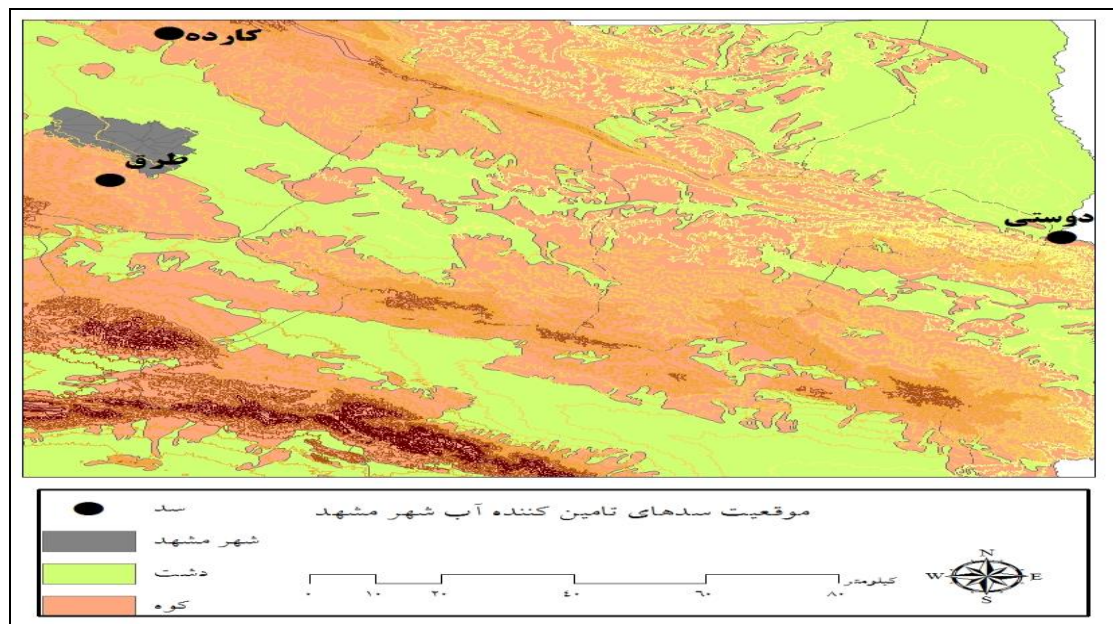 کارده
طرق
دوستی
موقعیت سدهای تامین کننده آب شهر مشهد
سد
شهر مشهد
دشت
کوه
۰ ۱۰ ۲۰ ۴۰ ۶۰ ۸۰
کیلومتر
N
W E
S